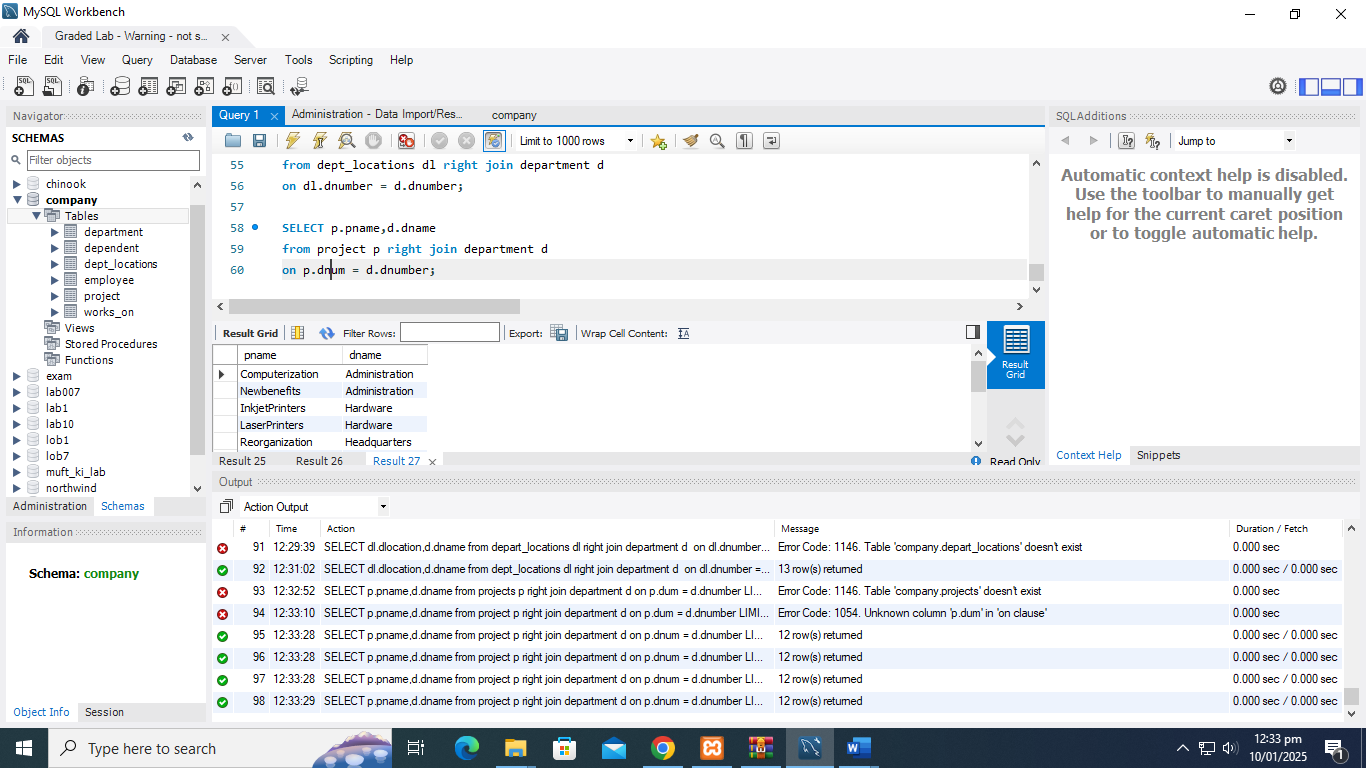 MySQL Workbench
Graded Lab - Warning - not s...
File Edit View Query Database Server Tools Scripting Help
Navigator
SCHEMAS
Filter objects
chinook
company
Tables
department
dependent
dept_locations
employee
project
works_on
Views
Stored Procedures
Functions
exam
lab007
lab1
lab10
lob1
lob7
muft_ki_lab
northwind
Administration Schemas
Information
Schema: company
Object Info Session
Query 1 Administration - Data Import/Res... company
Limit to 1000 rows
55 from dept_locations dl right join department d
56 on dl.dnumber = d.dnumber;
57
58 SELECT p.pname,d.dname
59 from project p right join department d
60 on p.dnum = d.dnumber;
Result Grid Filter Rows: Export: Wrap Cell Content:
pname dname
Computerization Administration
Newbenefits Administration
InkjetPrinters Hardware
LaserPrinters Hardware
Reorganization Headquarters
Result Grid
Result 25 Result 26 Result 27 Read Only
SQLAdditions
Jump to
Automatic context help is disabled.
Use the toolbar to manually get
help for the current caret position
or to toggle automatic help.
Context Help Snippets
Output
Action Output
# Time Action Message Duration / Fetch
91 12:29:39 SELECT dl.dlocation,d.dname from depart_locations dl right join department d on dl.dnumber... Error Code: 1146. Table 'company.depart_locations' doesn't exist 0.000 sec
92 12:31:02 SELECT dl.dlocation,d.dname from dept_locations dl right join department d on dl.dnumber =... 13 row(s) returned 0.000 sec / 0.000 sec
93 12:32:52 SELECT p.pname,d.dname from projects p right join department d on p.dum = d.dnumber LI... Error Code: 1146. Table 'company.projects' doesn't exist 0.000 sec
94 12:33:10 SELECT p.pname,d.dname from project p right join department d on p.dum = d.dnumber LIMI... Error Code: 1054. Unknown column 'p.dum' in 'on clause' 0.000 sec
95 12:33:28 SELECT p.pname,d.dname from project p right join department d on p.dnum = d.dnumber LI... 12 row(s) returned 0.000 sec / 0.000 sec
96 12:33:28 SELECT p.pname,d.dname from project p right join department d on p.dnum = d.dnumber LI... 12 row(s) returned 0.000 sec / 0.000 sec
97 12:33:28 SELECT p.pname,d.dname from project p right join department d on p.dnum = d.dnumber LI... 12 row(s) returned 0.000 sec / 0.000 sec
98 12:33:29 SELECT p.pname,d.dname from project p right join department d on p.dnum = d.dnumber LI... 12 row(s) returned 0.000 sec / 0.000 sec
Type here to search
12:33 pm
10/01/2025
1